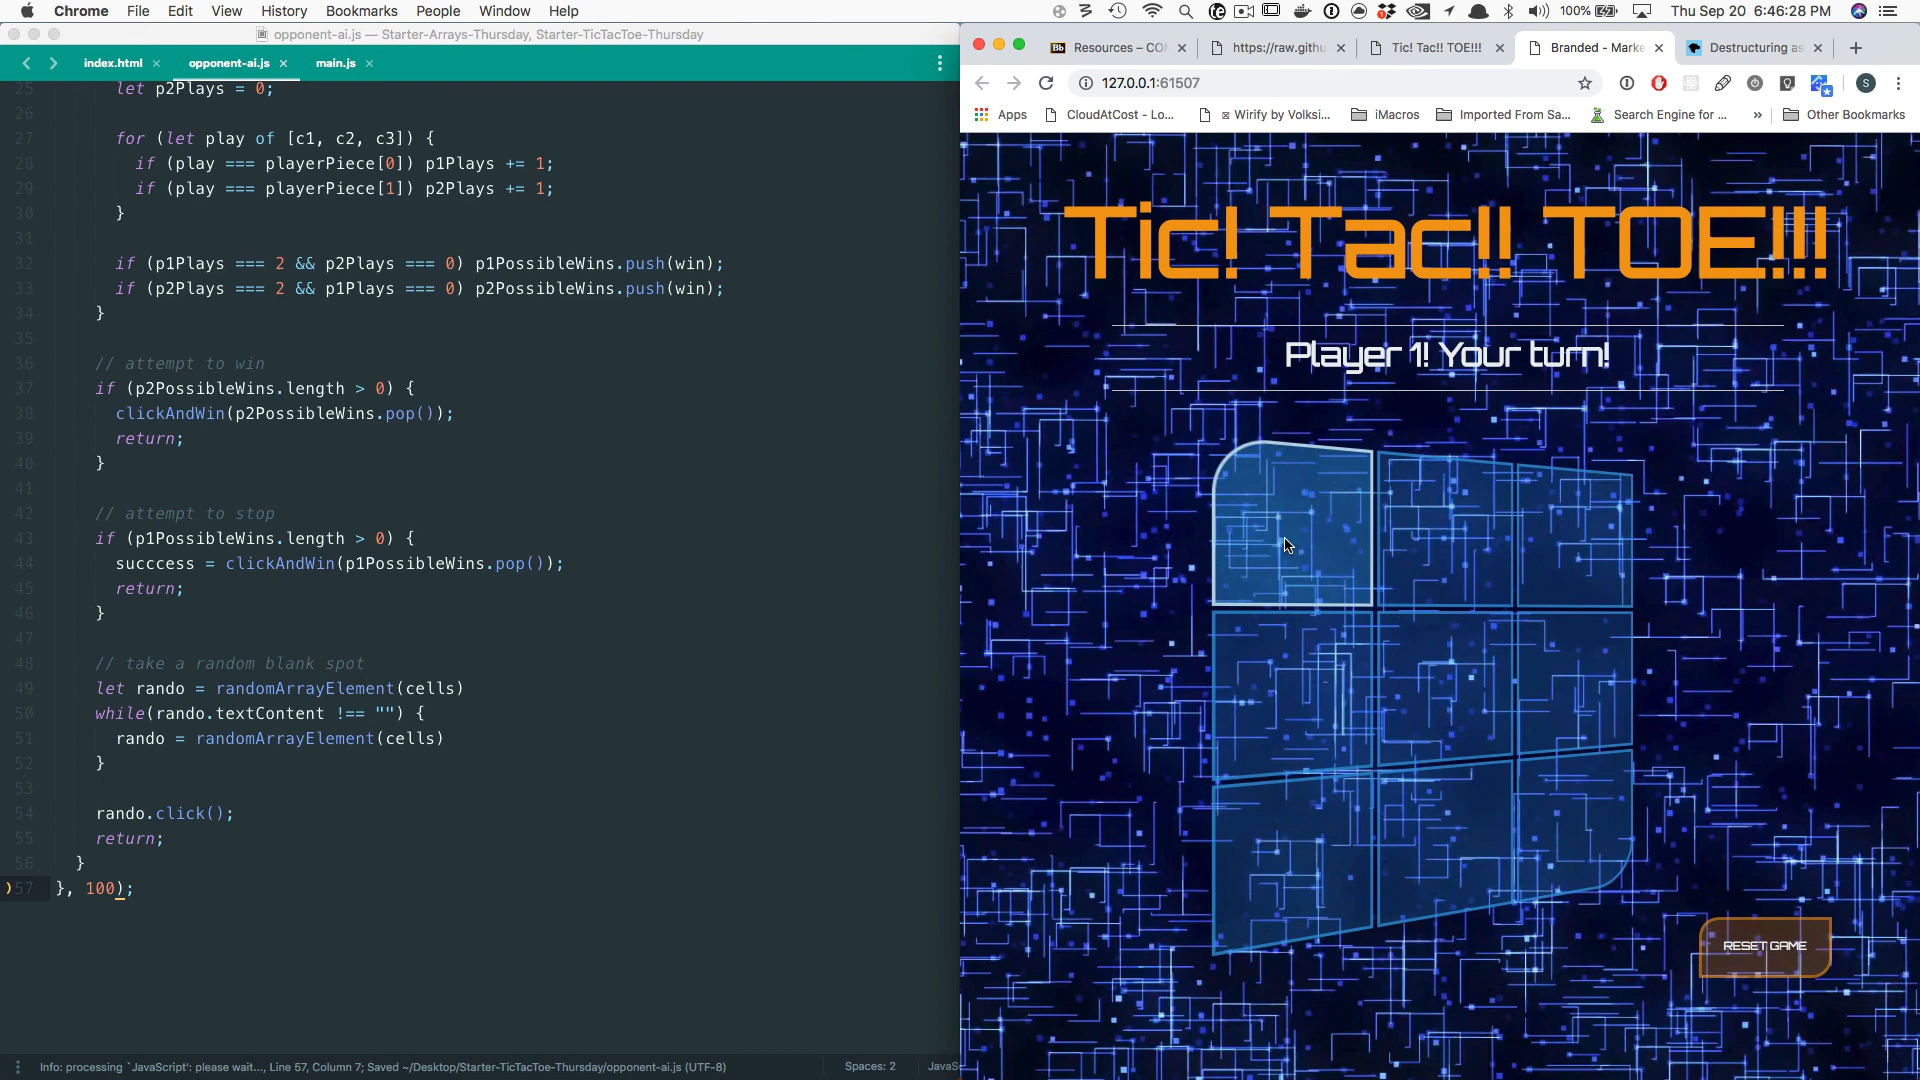 Chrome File Edit View History Bookmarks People Window Help
100% Thu Sep 20 6:46:28 PM
opponent-ai.js — Starter-Arrays-Thursday, Starter-TicTacToe-Thursday
index.html × opponent-ai.js × main.js ×
25 let p2Plays = 0;
26
27 for (let play of [c1, c2, c3]) {
28 if (play === playerPiece[0]) p1Plays += 1;
29 if (play === playerPiece[1]) p2Plays += 1;
30 }
31
32 if (p1Plays === 2 && p2Plays === 0) p1PossibleWins.push(win);
33 if (p2Plays === 2 && p1Plays === 0) p2PossibleWins.push(win);
34 }
35
36 // attempt to win
37 if (p2PossibleWins.length > 0) {
38 clickAndWin(p2PossibleWins.pop());
39 return;
40 }
41
42 // attempt to stop
43 if (p1PossibleWins.length > 0) {
44 succcess = clickAndWin(p1PossibleWins.pop());
45 return;
46 }
47
48 // take a random blank spot
49 let rando = randomArrayElement(cells)
50 while(rando.textContent !== "") {
51 rando = randomArrayElement(cells)
52 }
53
54 rando.click();
55 return;
56 }
57 }, 100);
Info: processing `JavaScript': please wait..., Line 57, Column 7; Saved ~/Desktop/Starter-TicTacToe-Thursday/opponent-ai.js (UTF-8) Spaces: 2 JavaS
Bb Resources – CO × https://raw.githu × Tic! Tac!! TOE!!! × Branded - Marke × Destructuring as ×
127.0.0.1:61507
S
Apps CloudAtCost - Lo... Wirify by Volksi... iMacros Imported From Sa... Search Engine for ... » Other Bookmarks
Tic! Tac!! TOE!!!
Player 1! Your turn!
RESET GAME